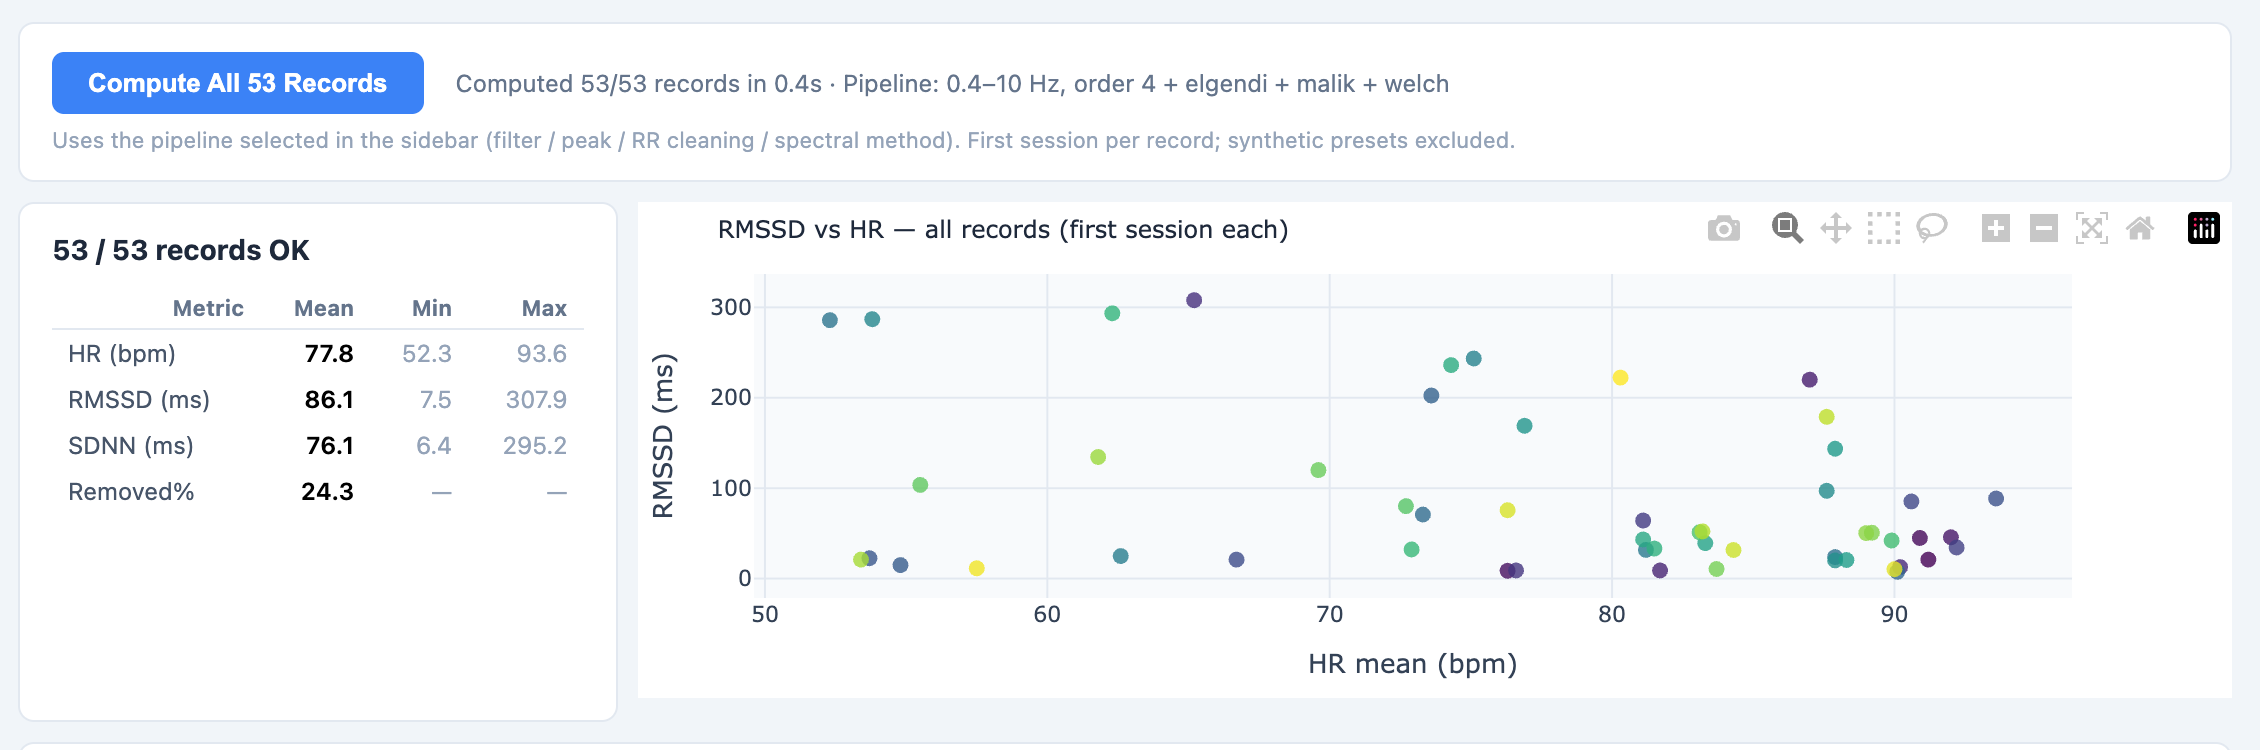 Compute All 53 Records
Computed 53/53 records in 0.4s · Pipeline: 0.4–10 Hz, order 4 + elgendi + malik + welch
Uses the pipeline selected in the sidebar (filter / peak / RR cleaning / spectral method). First session per record; synthetic presets excluded.
53 / 53 records OK
Metric Mean Min Max
HR (bpm) 77.8 52.3 93.6
RMSSD (ms) 86.1 7.5 307.9
SDNN (ms) 76.1 6.4 295.2
Removed% 24.3 — —
RMSSD vs HR — all records (first session each)
RMSSD (ms)
300
200
100
0
50 60 70 80 90
HR mean (bpm)